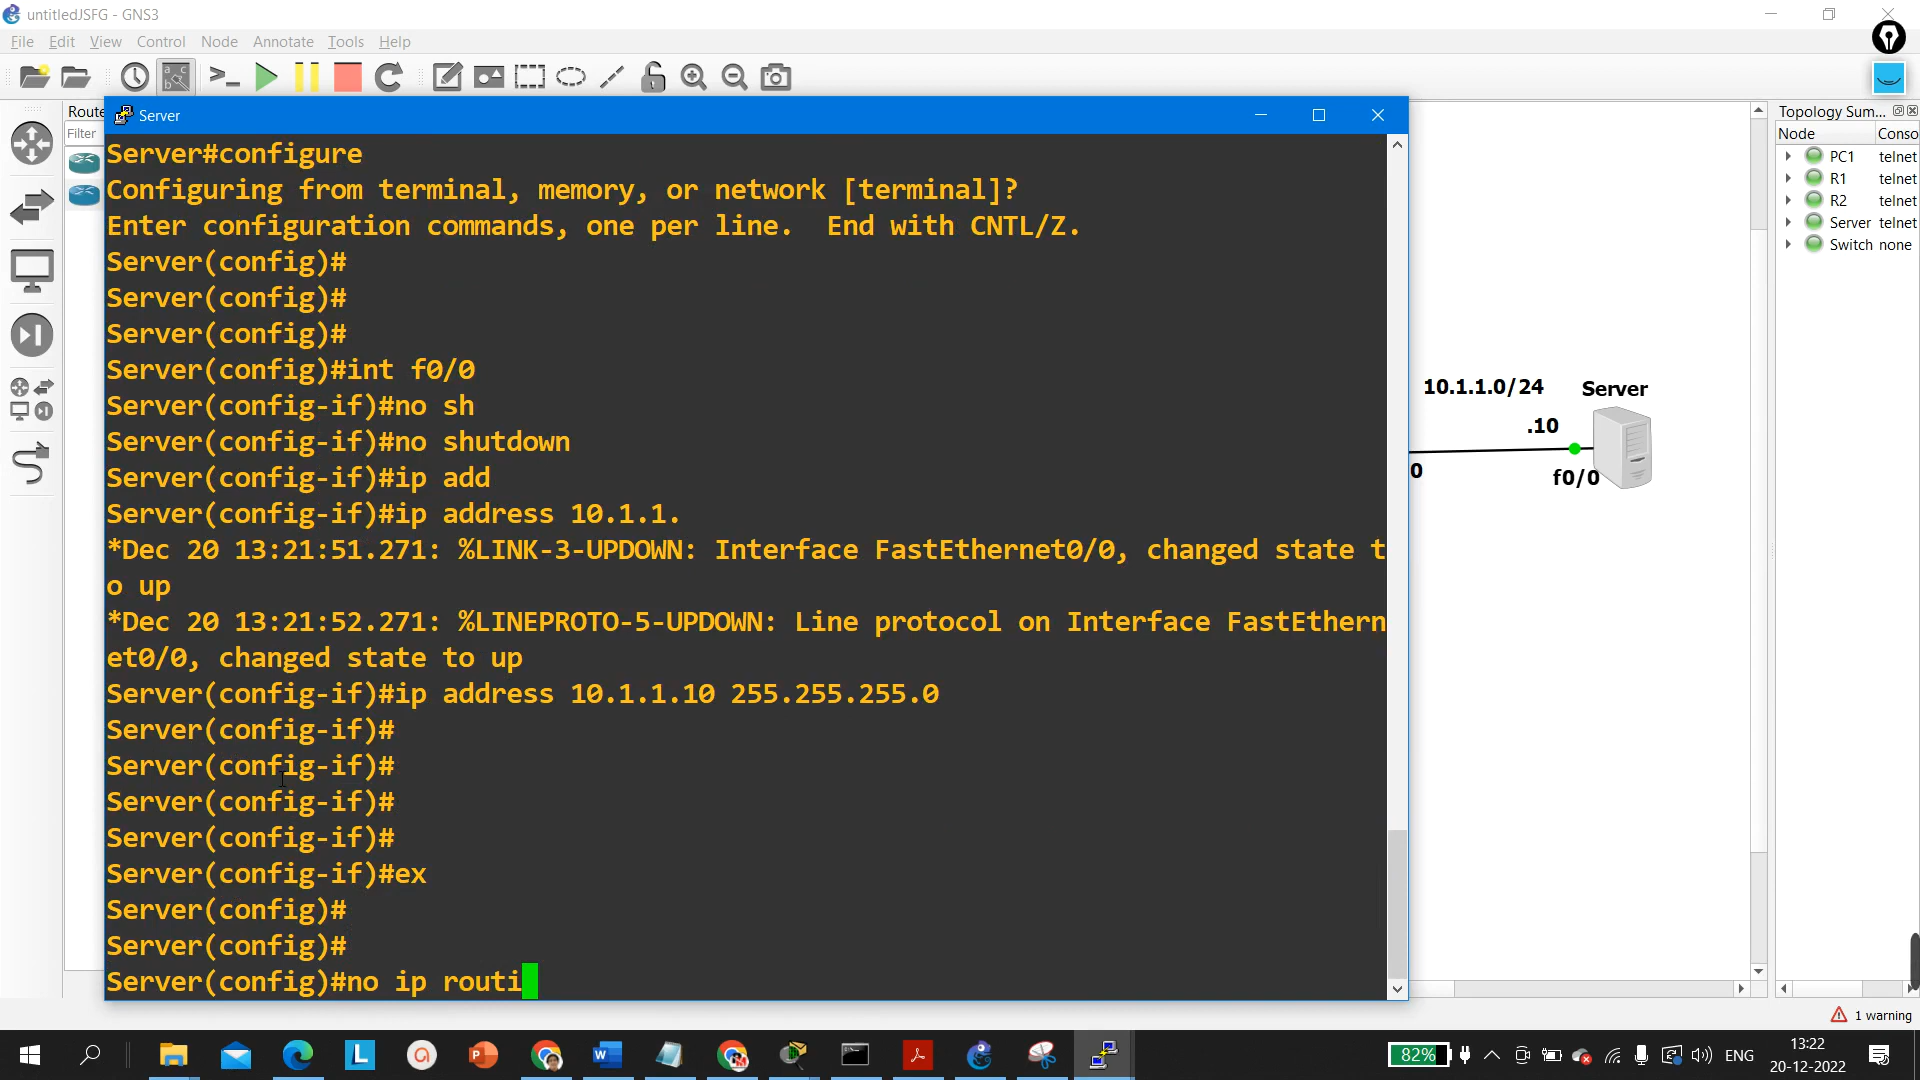 untitledJSFG - GNS3
File Edit View Control Node Annotate Tools Help
Route
Filter
Server
Server#configure
Configuring from terminal, memory, or network [terminal]?
Enter configuration commands, one per line.  End with CNTL/Z.
Server(config)#
Server(config)#
Server(config)#
Server(config)#int f0/0
Server(config-if)#no sh
Server(config-if)#no shutdown
Server(config-if)#ip add
Server(config-if)#ip address 10.1.1.
*Dec 20 13:21:51.271: %LINK-3-UPDOWN: Interface FastEthernet0/0, changed state t
o up
*Dec 20 13:21:52.271: %LINEPROTO-5-UPDOWN: Line protocol on Interface FastEthern
et0/0, changed state to up
Server(config-if)#ip address 10.1.1.10 255.255.255.0
Server(config-if)#
Server(config-if)#
Server(config-if)#
Server(config-if)#
Server(config-if)#ex
Server(config)#
Server(config)#
Server(config)#no ip routi
10.1.1.0/24 Server
.10
0 f0/0
Topology Sum...
Node Conso
PC1 telnet
R1 telnet
R2 telnet
Server telnet
Switch none
1 warning
82% ENG
13:22
20-12-2022